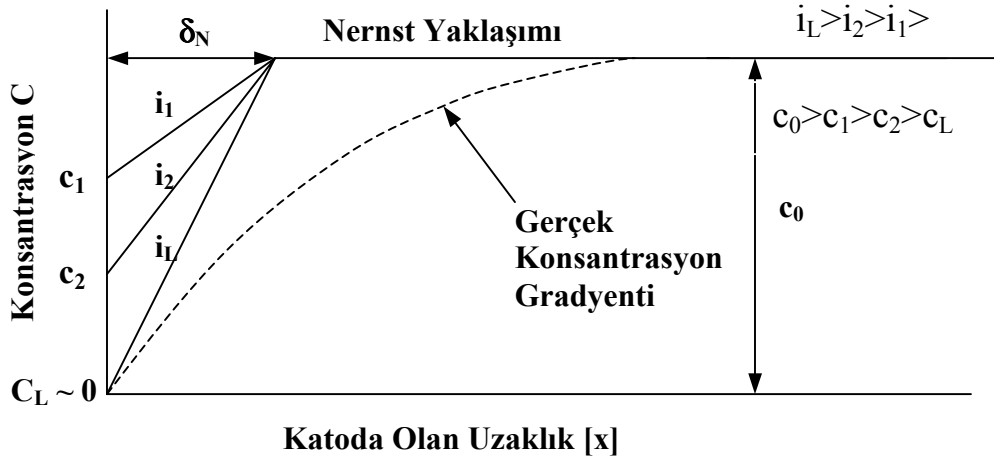 δN
Nernst Yaklaşımı
iL>i2>i1>
Konsantrasyon C
i1
c0>c1>c2>cL
c1
i2
c0
Gerçek
Konsantrasyon
Gradyenti
iL
c2
CL ~ 0
Katoda Olan Uzaklık [x]